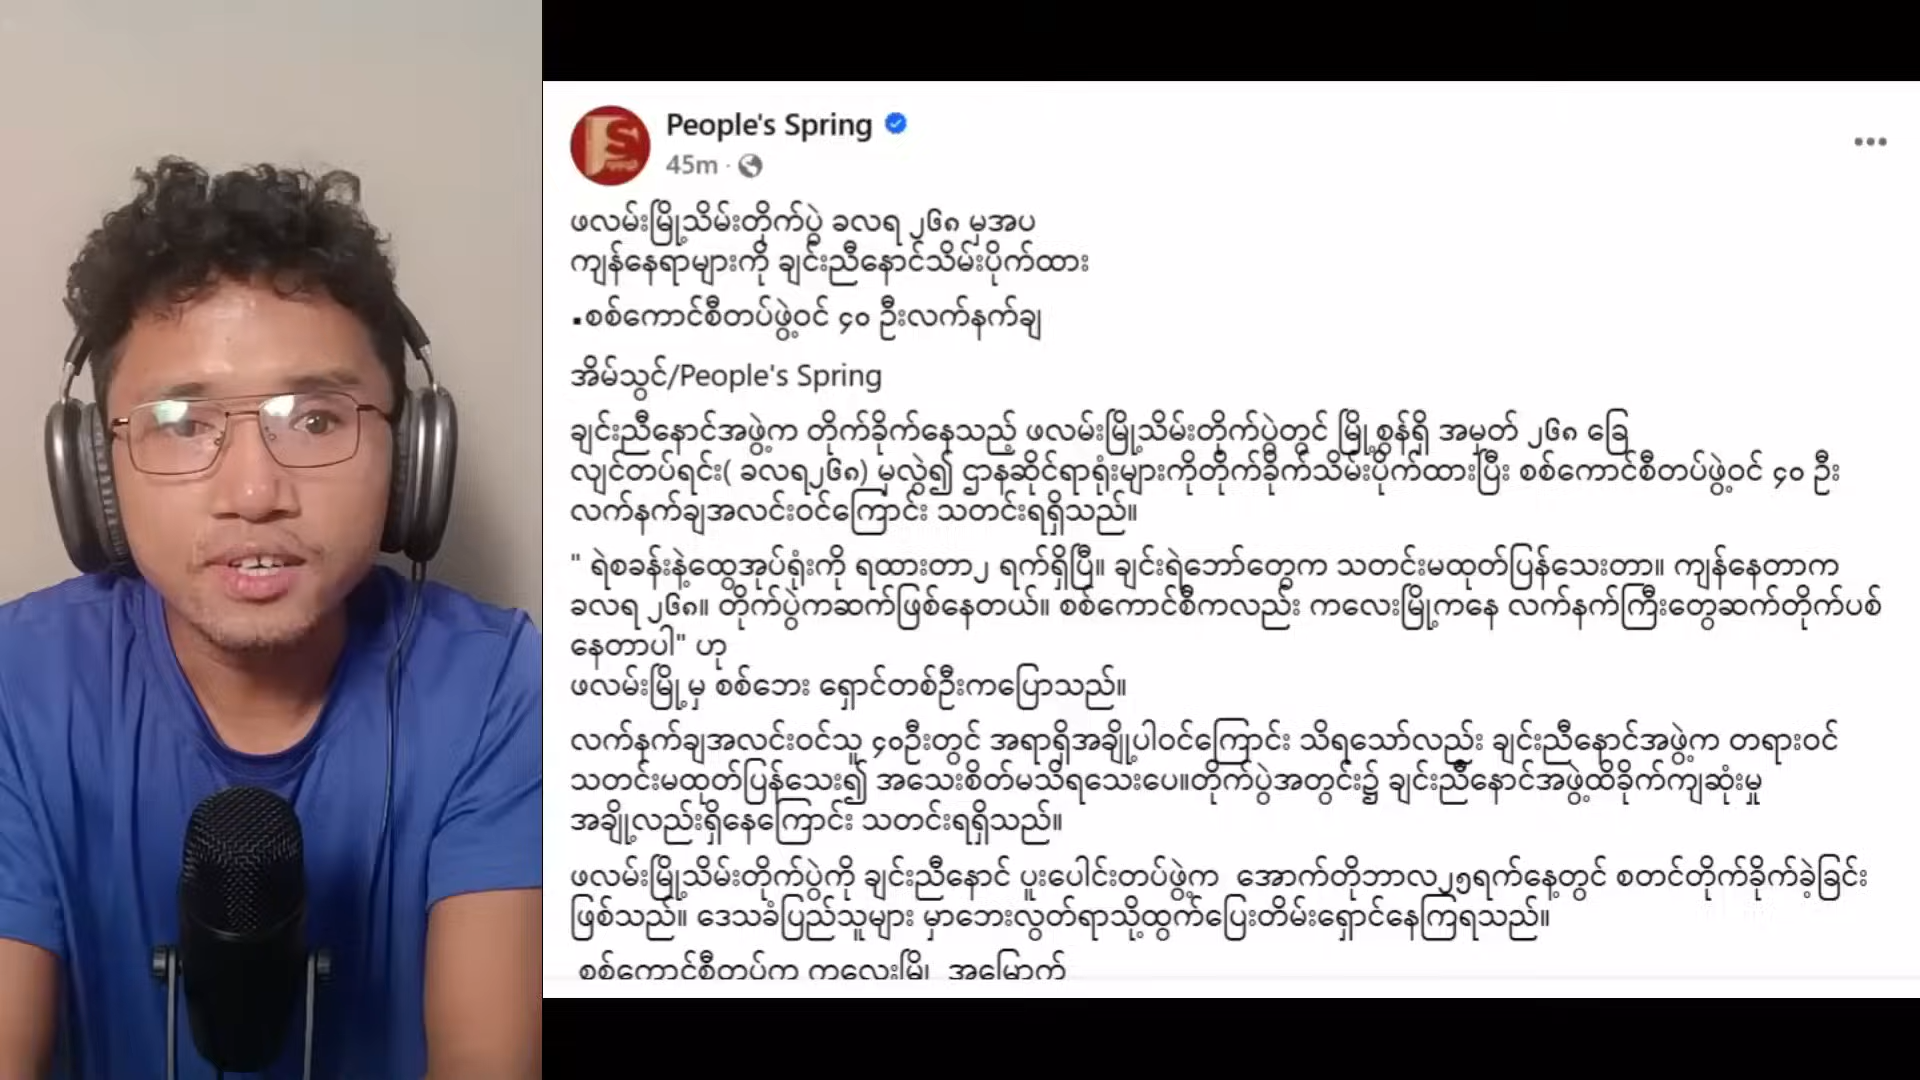 People's Spring
45m ·
ဖလမ်းမြို့သိမ်းတိုက်ပွဲ ခလရ ၂၆၈ မှအပ
ကျန်နေရာများကို ချင်းညီနောင်သိမ်းပိုက်ထား
▪စစ်ကောင်စီတပ်ဖွဲ့ဝင် ၄၀ ဦးလက်နက်ချ
အိမ်သွင်/People's Spring
ချင်းညီနောင်အဖွဲ့က တိုက်ခိုက်နေသည့် ဖလမ်းမြို့သိမ်းတိုက်ပွဲတွင် မြို့စွန်ရှိ အမှတ် ၂၆၈ ခြေ
လျင်တပ်ရင်း( ခလရ၂၆၈) မှလွဲ၍ ဌာနဆိုင်ရာရုံးများကိုတိုက်ခိုက်သိမ်းပိုက်ထားပြီး စစ်ကောင်စီတပ်ဖွဲ့ဝင် ၄၀ ဦး
လက်နက်ချအလင်းဝင်ကြောင်း သတင်းရရှိသည်။
" ရဲစခန်းနဲ့ထွေအုပ်ရုံးကို ရထားတာ၂ ရက်ရှိပြီ။ ချင်းရဲဘော်တွေက သတင်းမထုတ်ပြန်သေးတာ။ ကျန်နေတာက
ခလရ ၂၆၈။ တိုက်ပွဲကဆက်ဖြစ်နေတယ်။ စစ်ကောင်စီကလည်း ကလေးမြို့ကနေ လက်နက်ကြီးတွေဆက်တိုက်ပစ်
နေတာပါ" ဟု
ဖလမ်းမြို့မှ စစ်ဘေး ရှောင်တစ်ဦးကပြောသည်။
လက်နက်ချအလင်းဝင်သူ ၄၀ဦးတွင် အရာရှိအချို့ပါဝင်ကြောင်း သိရသော်လည်း ချင်းညီနောင်အဖွဲ့က တရားဝင်
သတင်းမထုတ်ပြန်သေး၍ အသေးစိတ်မသိရသေးပေ။တိုက်ပွဲအတွင်း၌ ချင်းညီနောင်အဖွဲ့ထိခိုက်ကျဆုံးမှု
အချို့လည်းရှိနေကြောင်း သတင်းရရှိသည်။
ဖလမ်းမြို့သိမ်းတိုက်ပွဲကို ချင်းညီနောင် ပူးပေါင်းတပ်ဖွဲ့က အောက်တိုဘာလ၂၅ရက်နေ့တွင် စတင်တိုက်ခိုက်ခဲ့ခြင်း
ဖြစ်သည်။ ဒေသခံပြည်သူများ မှာဘေးလွတ်ရာသို့ထွက်ပြေးတိမ်းရှောင်နေကြရသည်။
စစ်ကောင်စီတပ်က ကလေးမြို့ အမြောက်